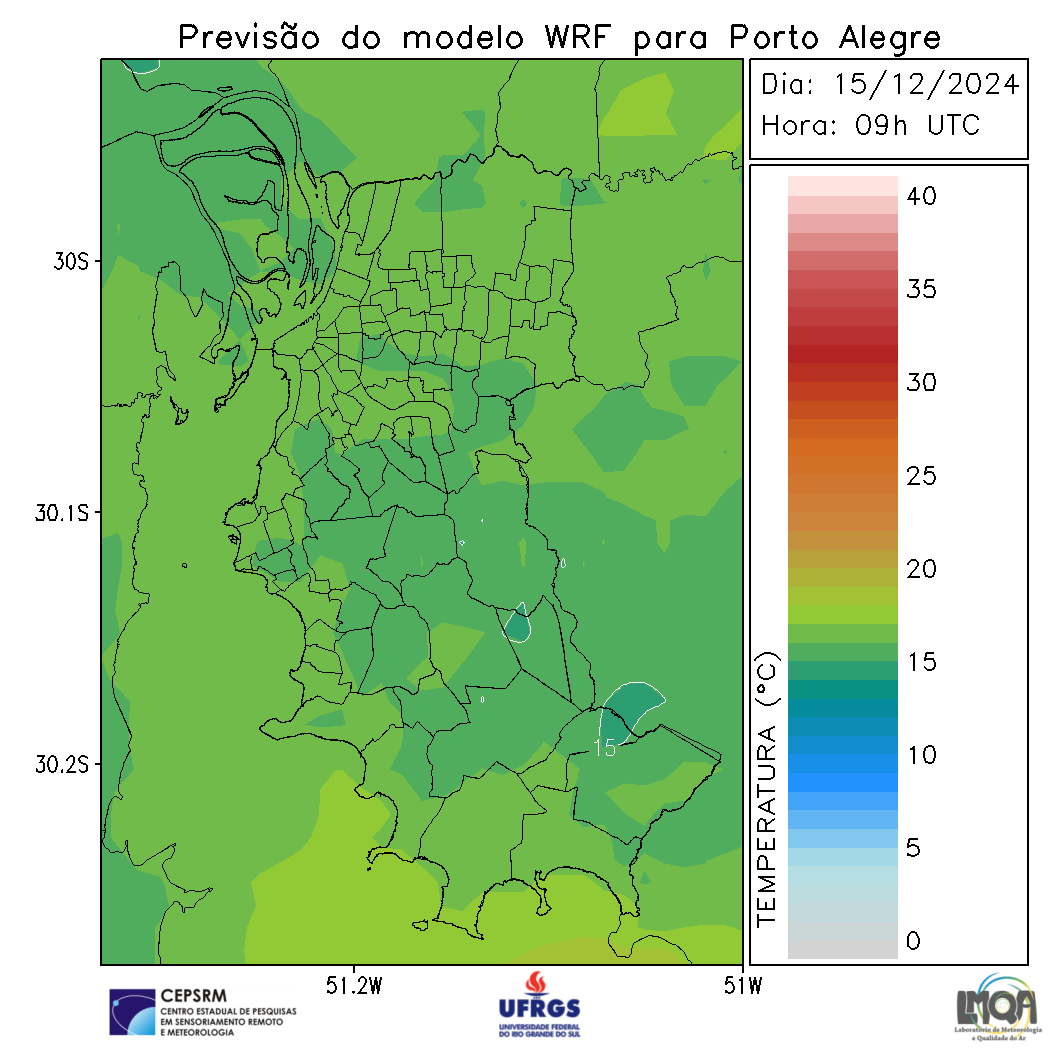 Previsão do modelo WRF para Porto Alegre
Dia: 15/12/2024
Hora: 09h UTC
30S
30.1S
30.2S
51.2W
51W
15
TEMPERATURA (°C)
40
35
30
25
20
15
10
5
0
CEPSRM
CENTRO ESTADUAL DE PESQUISAS
EM SENSORIAMENTO REMOTO
E METEOROLOGIA
UFRGS
UNIVERSIDADE FEDERAL
DO RIO GRANDE DO SUL
LMQA
Laboratório de Meteorologia
e Qualidade do Ar